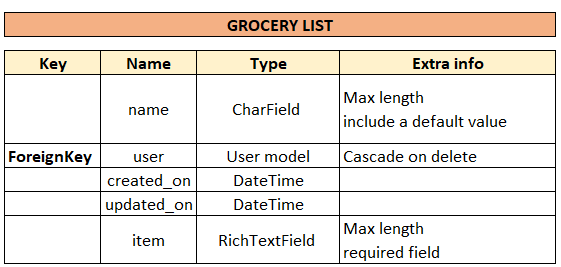 GROCERY LIST
Key Name Type Extra info
name CharField Max length
include a default value
ForeignKey user User model Cascade on delete
created_on DateTime
updated_on DateTime
item RichTextField Max length
required field